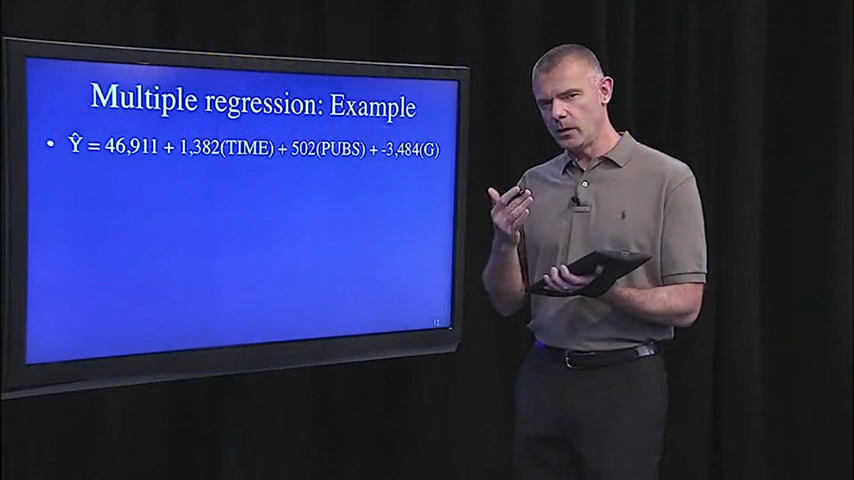 Multiple regression: Example
• Ŷ = 46,911 + 1,382(TIME) + 502(PUBS) + -3,484(G)
12